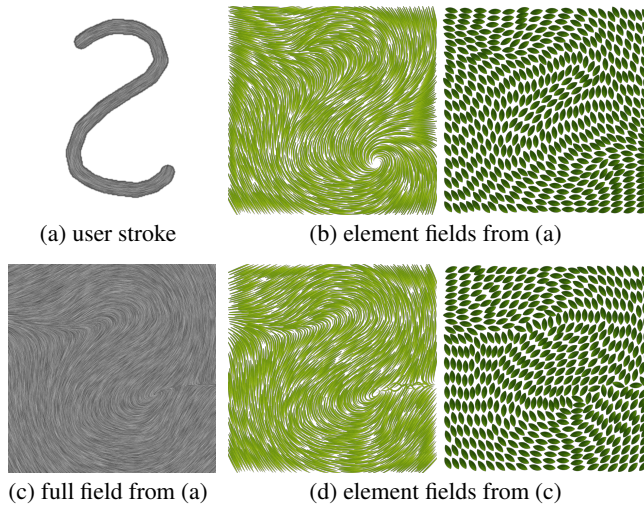 (a) user stroke
(b) element fields from (a)
(c) full field from (a)
(d) element fields from (c)